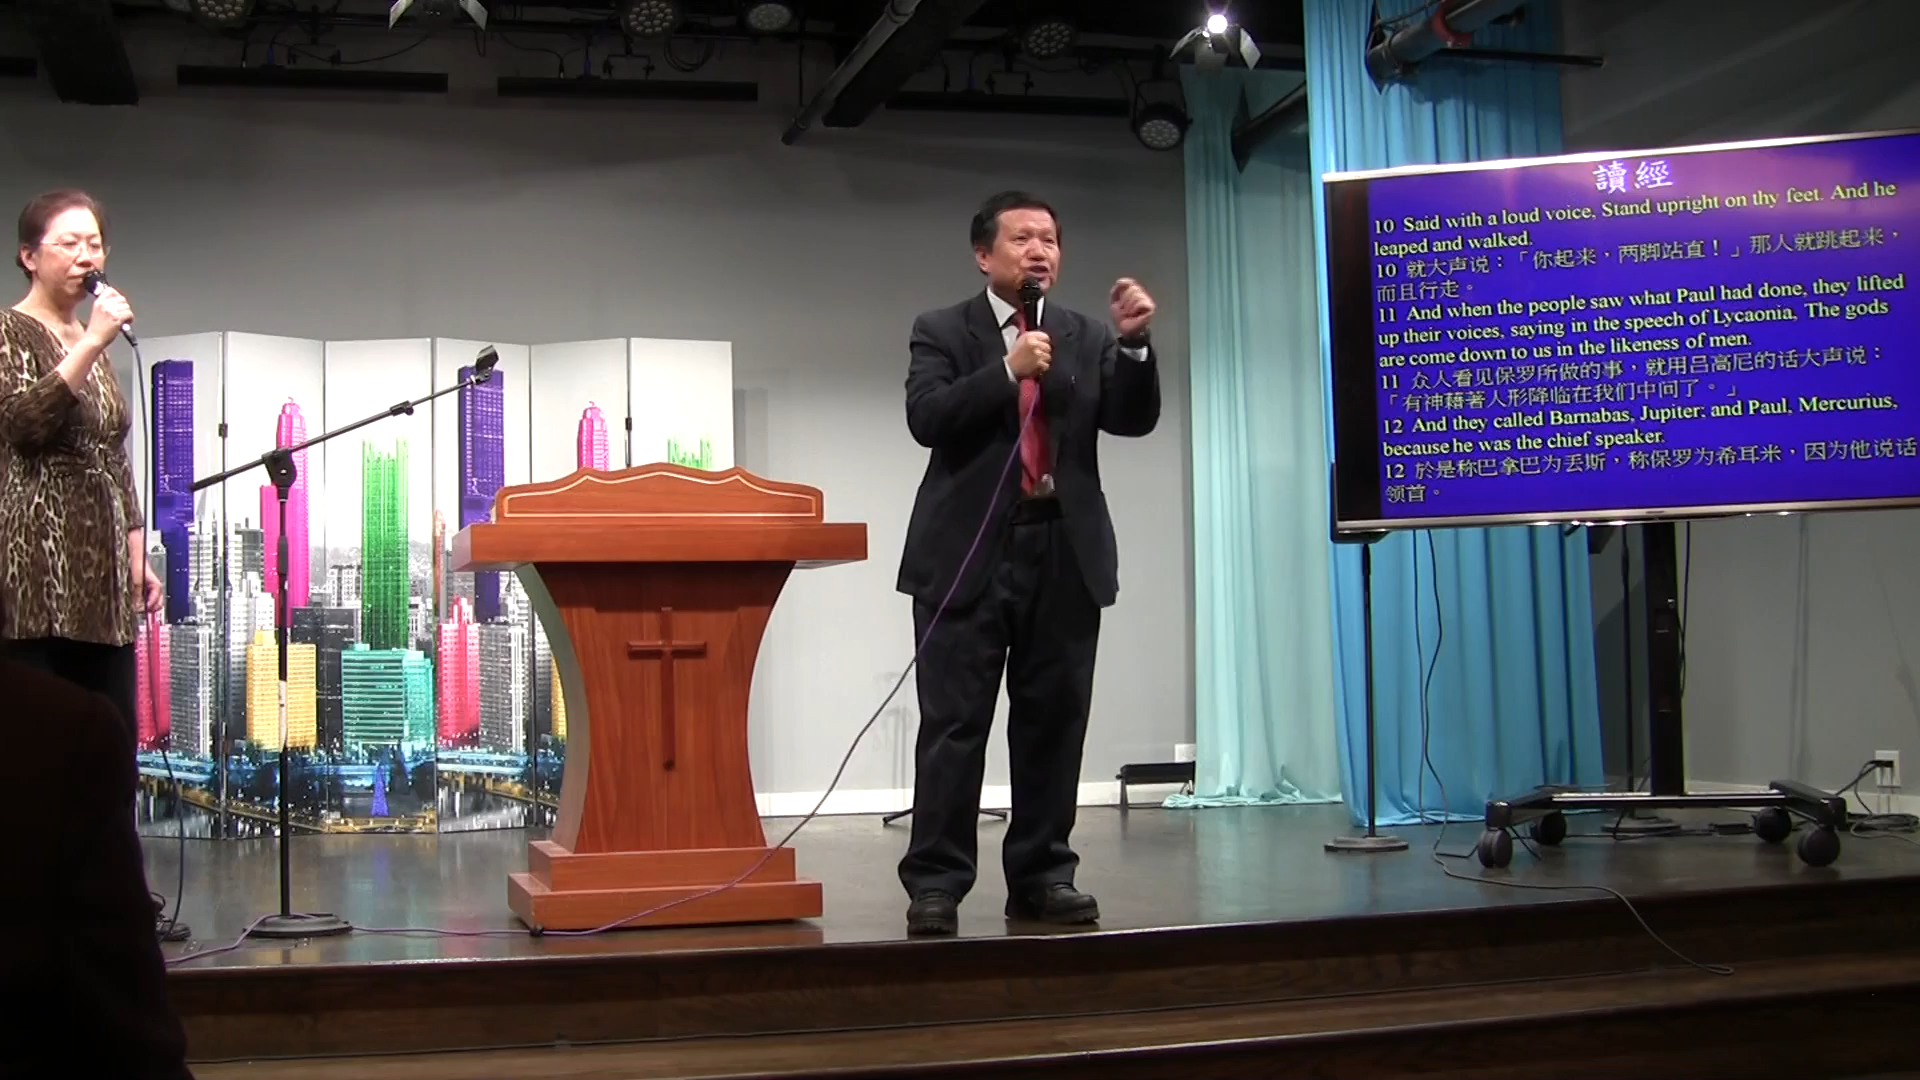 讀經
10 Said with a loud voice, Stand upright on thy feet. And he
leaped and walked.
10 就大声说：「你起来，两脚站直！」那人就跳起来，
而且行走。
11 And when the people saw what Paul had done, they lifted
up their voices, saying in the speech of Lycaonia, The gods
are come down to us in the likeness of men.
11 众人看见保罗所做的事，就用吕高尼的话大声说：
「有神藉著人形降临在我们中间了。」
12 And they called Barnabas, Jupiter: and Paul, Mercurius,
because he was the chief speaker.
12 於是称巴拿巴为丢斯，称保罗为希耳米，因为他说话
领首。